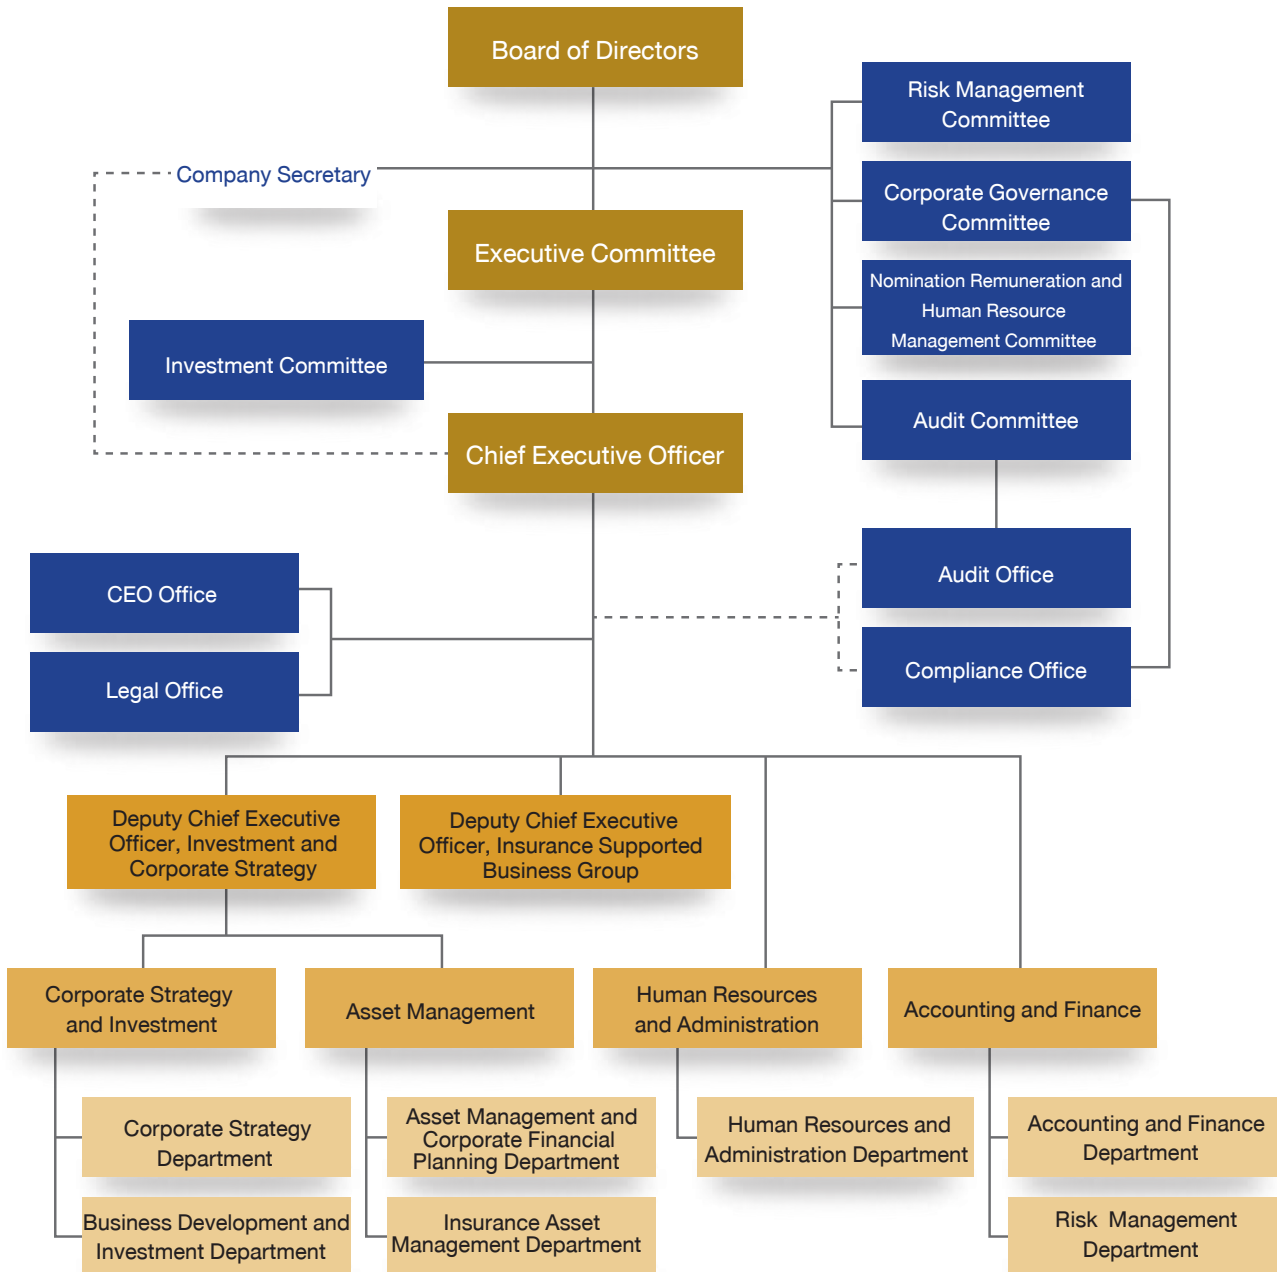 Board of Directors
Risk Management
Committee
Company Secretary
Corporate Governance
Committee
Executive Committee
Nomination Remuneration and
Human Resource
Management Committee
Investment Committee
Audit Committee
Chief Executive Officer
CEO Office
Audit Office
Legal Office
Compliance Office
Deputy Chief Executive
Officer, Investment and
Corporate Strategy
Deputy Chief Executive
Officer, Insurance Supported
Business Group
Corporate Strategy
and Investment
Asset Management
Human Resources
and Administration
Accounting and Finance
Corporate Strategy
Department
Asset Management and
Corporate Financial
Planning Department
Human Resources and
Administration Department
Accounting and Finance
Department
Business Development and
Investment Department
Insurance Asset
Management Department
Risk Management
Department